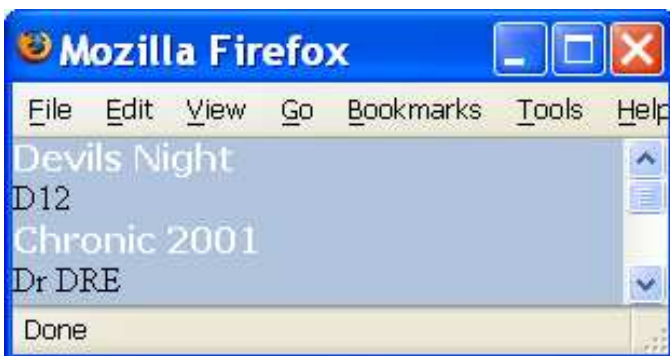 Mozilla Firefox
File Edit View Go Bookmarks Tools Help
Devils Night
D12
Chronic 2001
Dr DRE
Done